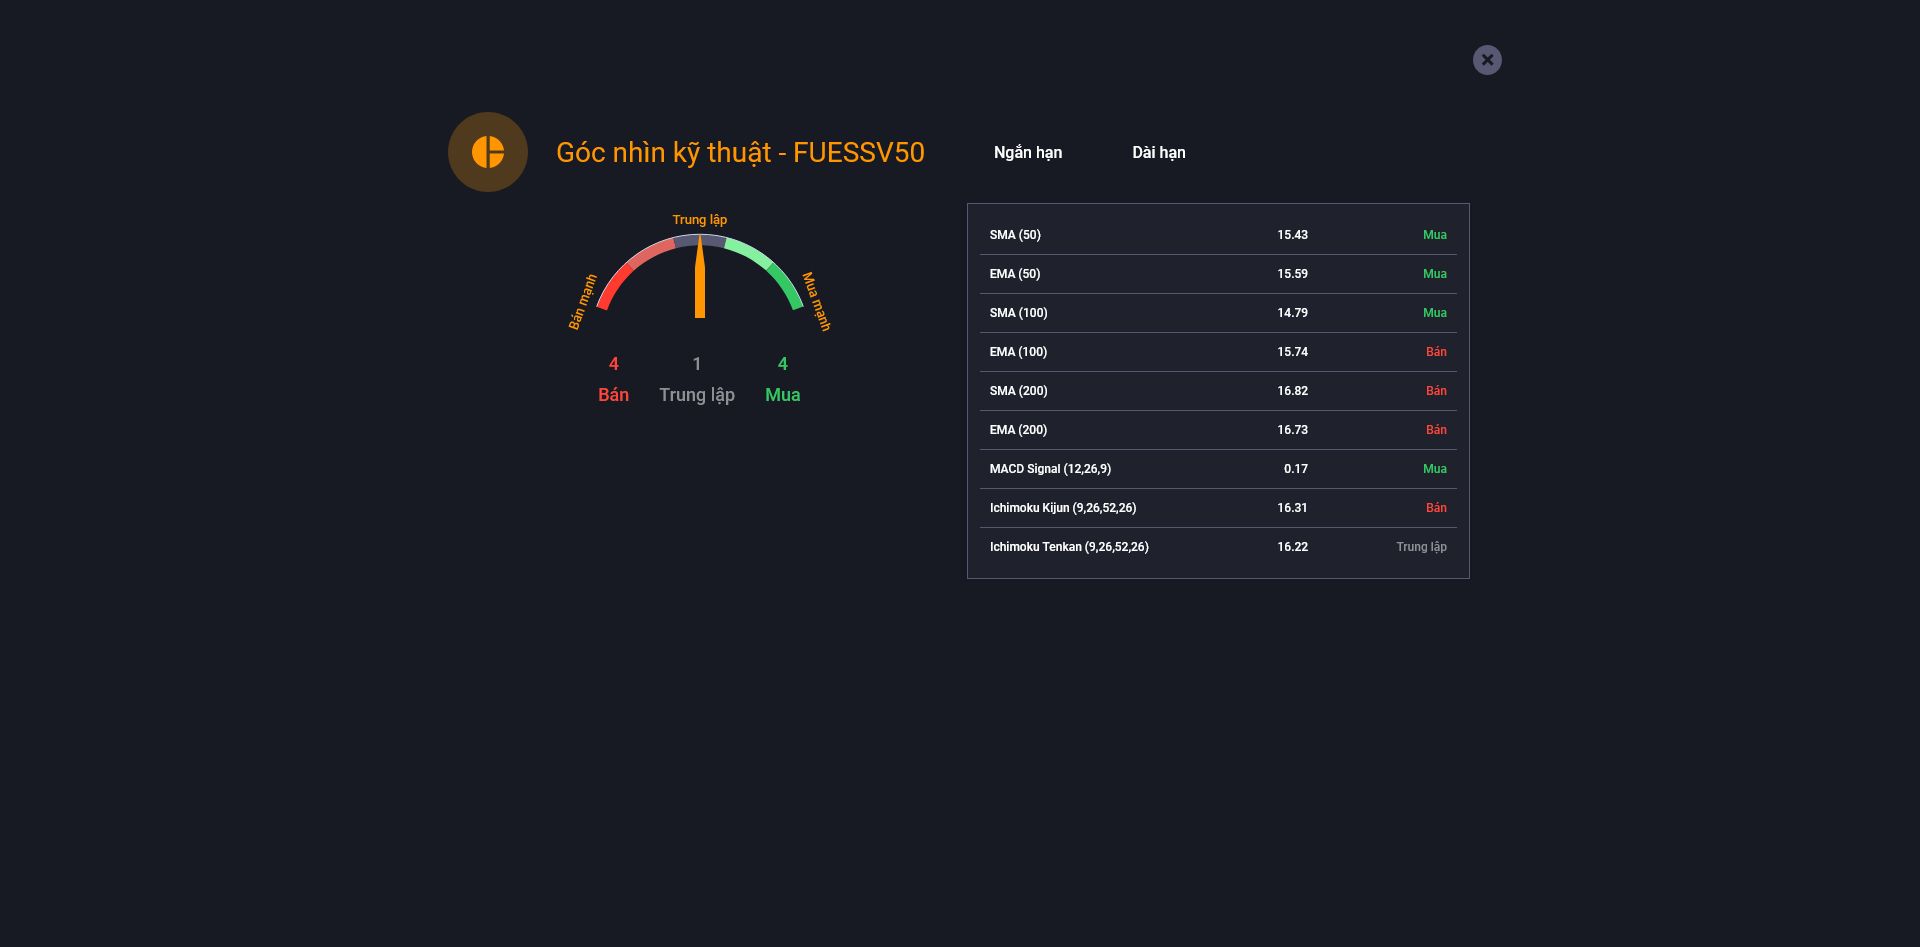 Góc nhìn kỹ thuật - FUESSV50
Ngắn hạn
Dài hạn
Trung lập
Bán mạnh
Mua mạnh
4 1 4
Bán Trung lập Mua
SMA (50) 15.43 Mua
EMA (50) 15.59 Mua
SMA (100) 14.79 Mua
EMA (100) 15.74 Bán
SMA (200) 16.82 Bán
EMA (200) 16.73 Bán
MACD Signal (12,26,9) 0.17 Mua
Ichimoku Kijun (9,26,52,26) 16.31 Bán
Ichimoku Tenkan (9,26,52,26) 16.22 Trung lập